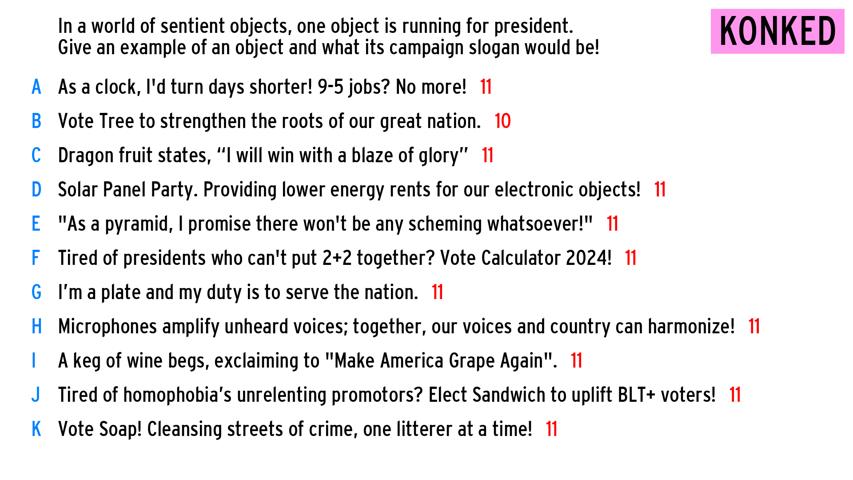 In a world of sentient objects, one object is running for president.
Give an example of an object and what its campaign slogan would be!
KONKED
A As a clock, I'd turn days shorter! 9-5 jobs? No more! 11
B Vote Tree to strengthen the roots of our great nation. 10
C Dragon fruit states, “I will win with a blaze of glory” 11
D Solar Panel Party. Providing lower energy rents for our electronic objects! 11
E "As a pyramid, I promise there won't be any scheming whatsoever!" 11
F Tired of presidents who can't put 2+2 together? Vote Calculator 2024! 11
G I’m a plate and my duty is to serve the nation. 11
H Microphones amplify unheard voices; together, our voices and country can harmonize! 11
I A keg of wine begs, exclaiming to "Make America Grape Again". 11
J Tired of homophobia’s unrelenting promotors? Elect Sandwich to uplift BLT+ voters! 11
K Vote Soap! Cleansing streets of crime, one litterer at a time! 11